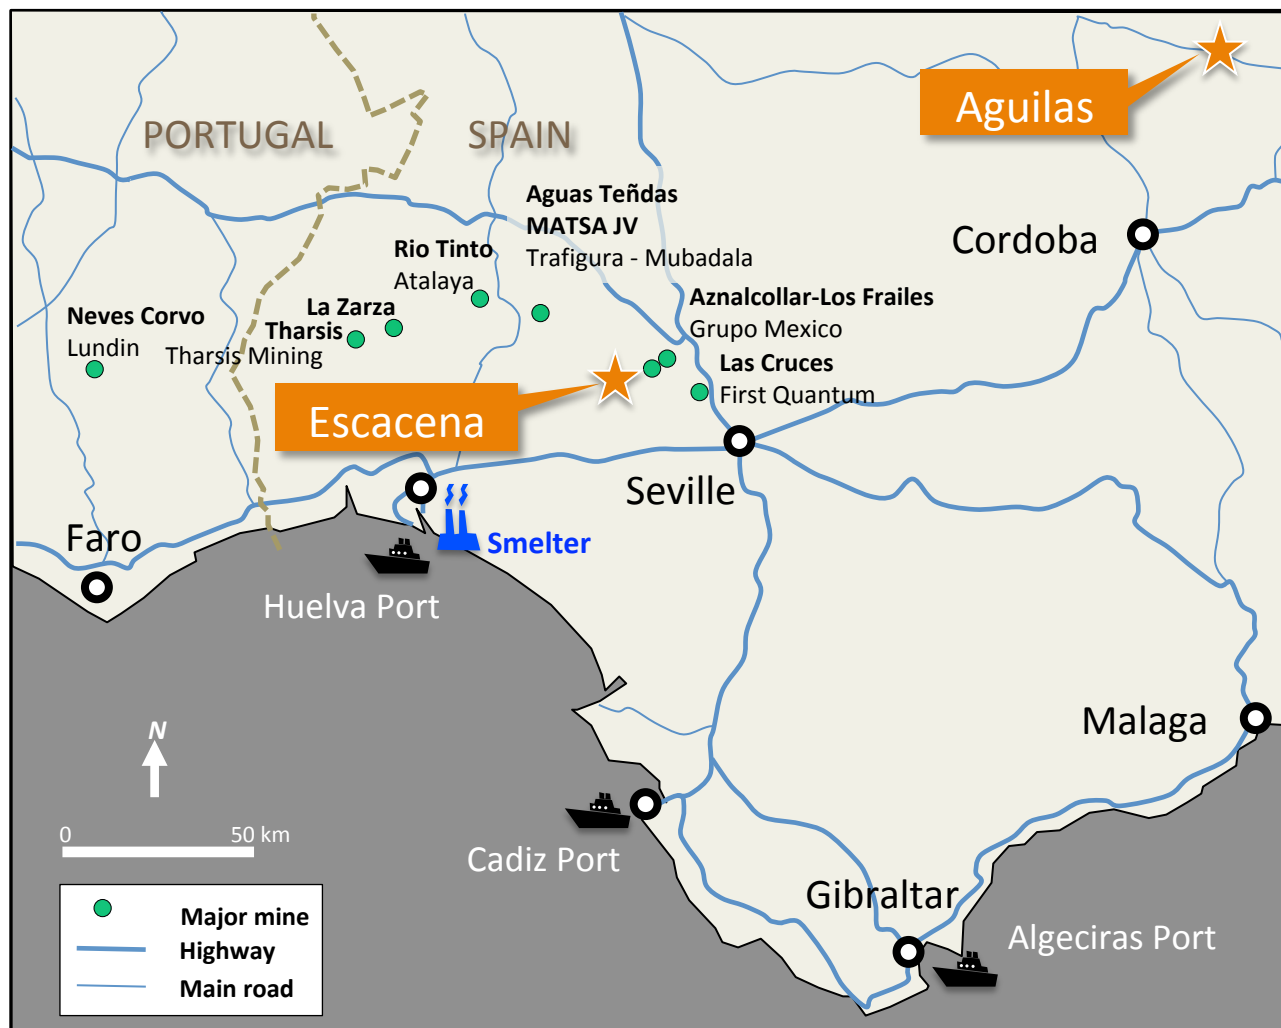 Aguilas
PORTUGAL
SPAIN
Aguas Teñdas
MATSA JV
Trafigura - Mubadala
Cordoba
Rio Tinto
Atalaya
Aznalcollar-Los Frailes
Grupo Mexico
La Zarza
Tharsis
Tharsis Mining
Neves Corvo
Lundin
Las Cruces
First Quantum
Escacena
Seville
Faro
Smelter
Huelva Port
Malaga
N
0 50 km
Cadiz Port
Gibraltar
Algeciras Port
Major mine
Highway
Main road